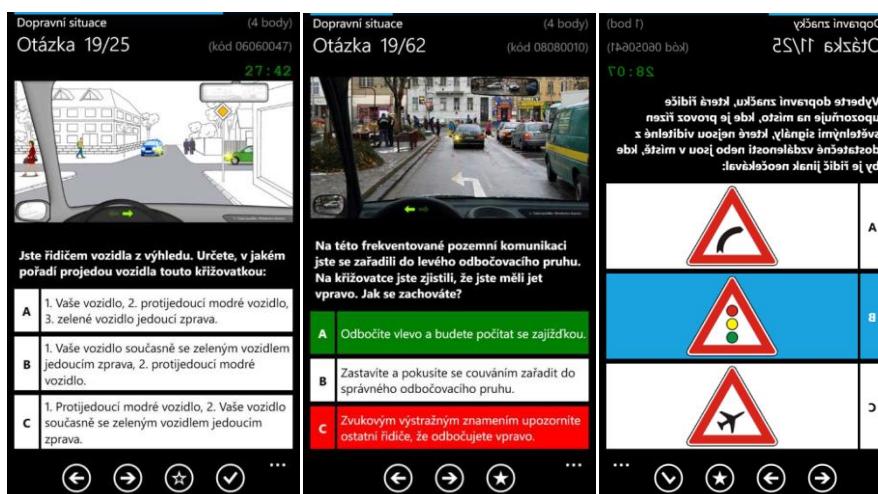 Dopravní situace (4 body)
Otázka 19/25 (kód 06060047)
27:42
Jste řidičem vozidla z výhledu. Určete, v jakém
pořadí projedou vozidla touto křižovatkou:
A
1. Vaše vozidlo, 2. protijedoucí modré vozidlo,
3. zelené vozidlo jedoucí zprava.
B
1. Vaše vozidlo současně se zeleným vozidlem
jedoucím zprava, 2. protijedoucí modré
vozidlo.
C
1. Protijedoucí modré vozidlo, 2. Vaše vozidlo
současně se zeleným vozidlem jedoucím
zprava.
...
Dopravní situace (4 body)
Otázka 19/62 (kód 08080010)
Na této frekventované pozemní komunikaci
jste se zařadili do levého odbočovacího pruhu.
Na křižovatce jste zjistili, že jste měli jet
vpravo. Jak se zachováte?
A
Odbočíte vlevo a budete počítat se zajížďkou.
B
Zastavíte a pokusíte se couváním zařadit do
správného odbočovacího pruhu.
C
Zvukovým výstražným znamením upozorníte
ostatní řidiče, že odbočujete vpravo.
...
Dopravní značky (1 bod)
Otázka 11/25 (kód 06050641)
28:07
Vyberte dopravní značku, která řidiče
upozorňuje na místo, kde je provoz řízen
světelnými signály, které nejsou viditelné z
dostatečné vzdálenosti nebo jsou v místě, kde
by je řidič jinak neočekával:
A
B
C
...